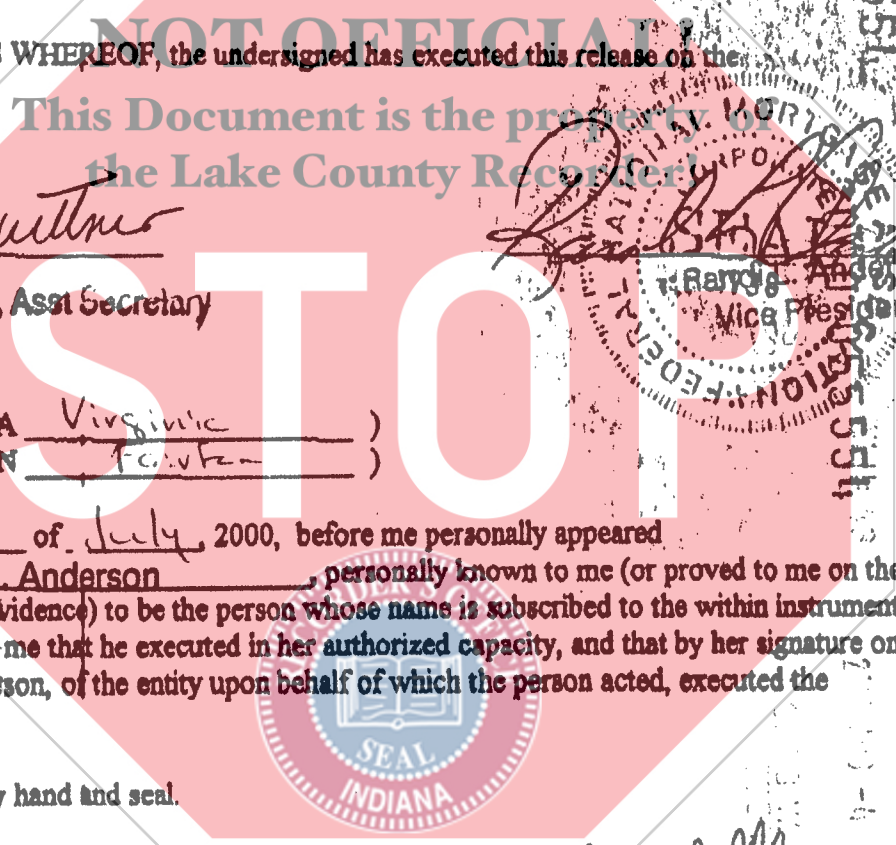 NOT OFFICIAL!
WHEREOF, the undersigned has executed this release on the
This Document is the property of
the Lake County Recorder!
STOP
Asst Secretary
Vice Presiden
A Virginia )
N )
of July, 2000, before me personally appeared
. Anderson, personally known to me (or proved to me on the
vidence) to be the person whose name is subscribed to the within instrument
me that he executed in her authorized capacity, and that by her signature on
son, of the entity upon behalf of which the person acted, executed the
RECORDER'S OFFICE
SEAL
INDIANA
y hand and seal.